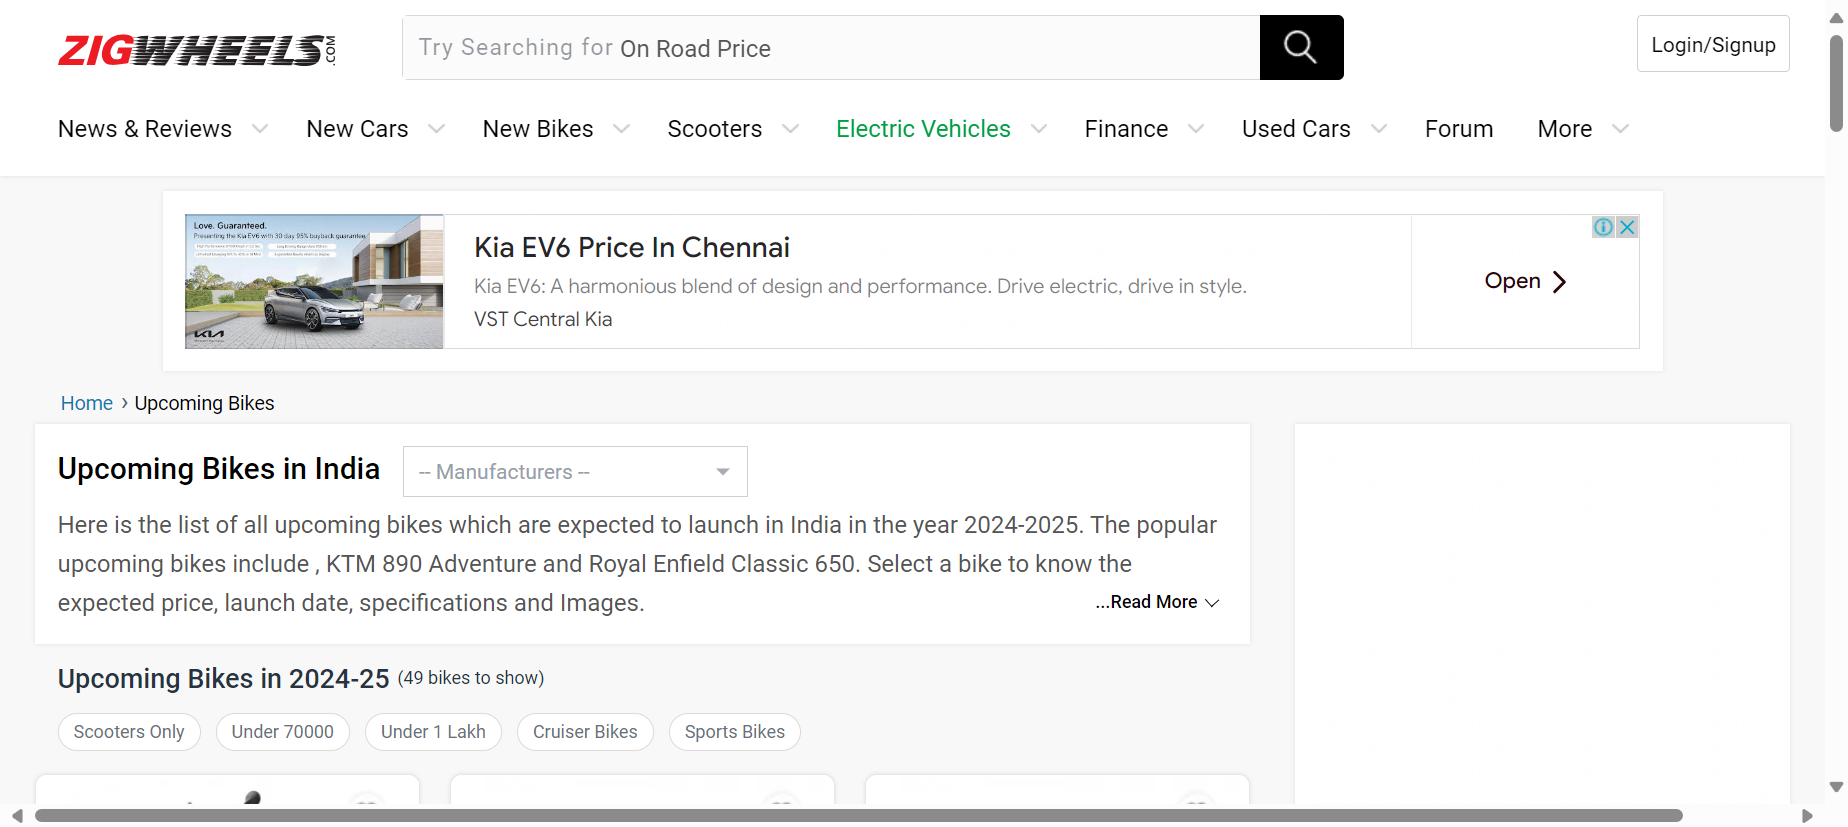 ZIGWHEELS.COM
Try Searching for On Road Price
Login/Signup
News & Reviews
New Cars
New Bikes
Scooters
Electric Vehicles
Finance
Used Cars
Forum
More
Love. Guaranteed.
Presenting the Kia EV6 with 30 day 95% buyback guarantee.
KIA
Kia EV6 Price In Chennai
Kia EV6: A harmonious blend of design and performance. Drive electric, drive in style.
VST Central Kia
Open
Home › Upcoming Bikes
Upcoming Bikes in India
-- Manufacturers --
Here is the list of all upcoming bikes which are expected to launch in India in the year 2024-2025. The popular
upcoming bikes include , KTM 890 Adventure and Royal Enfield Classic 650. Select a bike to know the
expected price, launch date, specifications and Images.
...Read More
Upcoming Bikes in 2024-25 (49 bikes to show)
Scooters Only
Under 70000
Under 1 Lakh
Cruiser Bikes
Sports Bikes